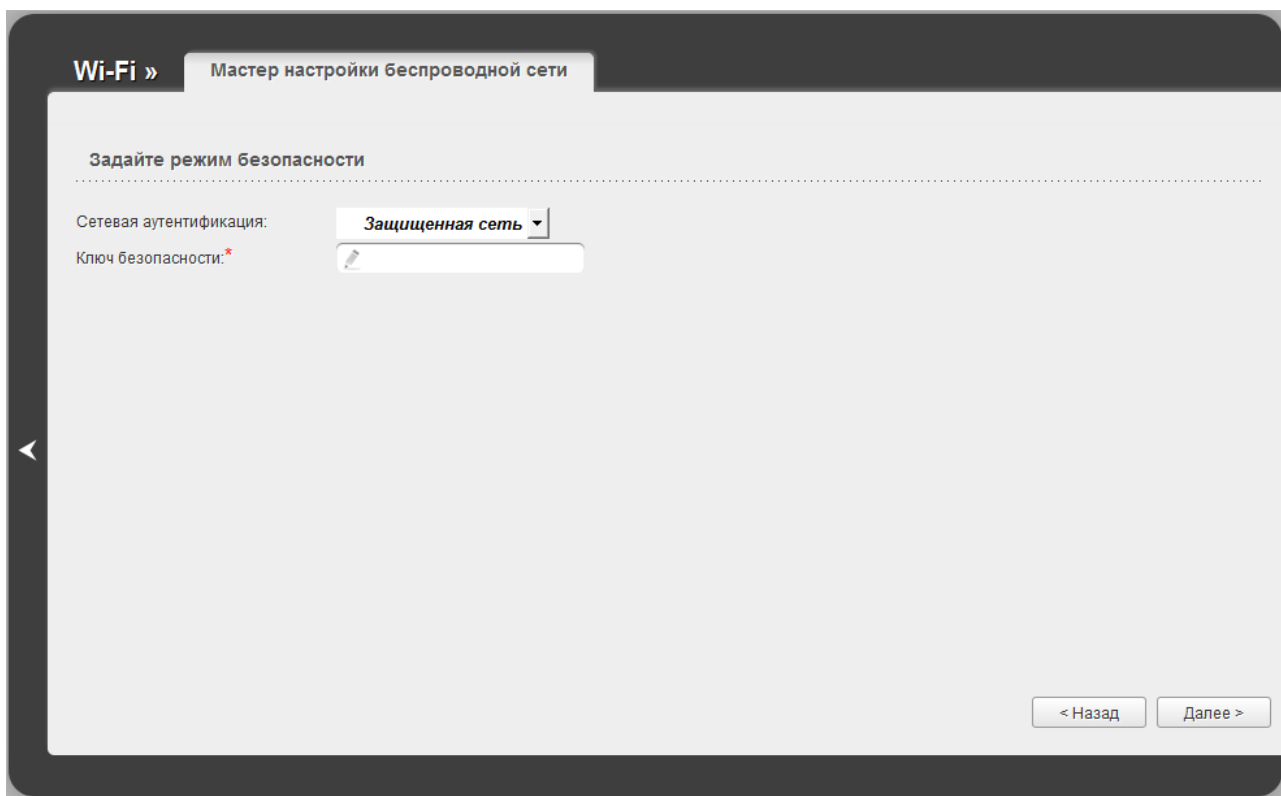 Wi-Fi » Мастер настройки беспроводной сети
Задайте режим безопасности
Сетевая аутентификация: Защищенная сеть
Ключ безопасности:*
< Назад Далее >